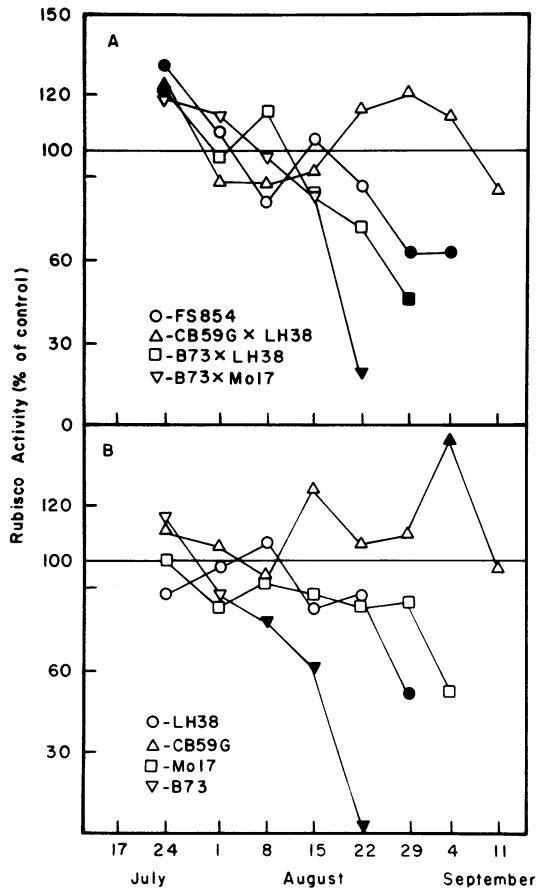 150
A
120
100
60
30
0
O-FS854
△-CB59G × LH38
□-B73 × LH38
▽-B73 × Mo17
Rubisco Activity (% of control)
B
120
100
60
30
O-LH38
△-CB59G
□-Mo17
▽-B73
17 24 1 8 15 22 29 4 11
July August September